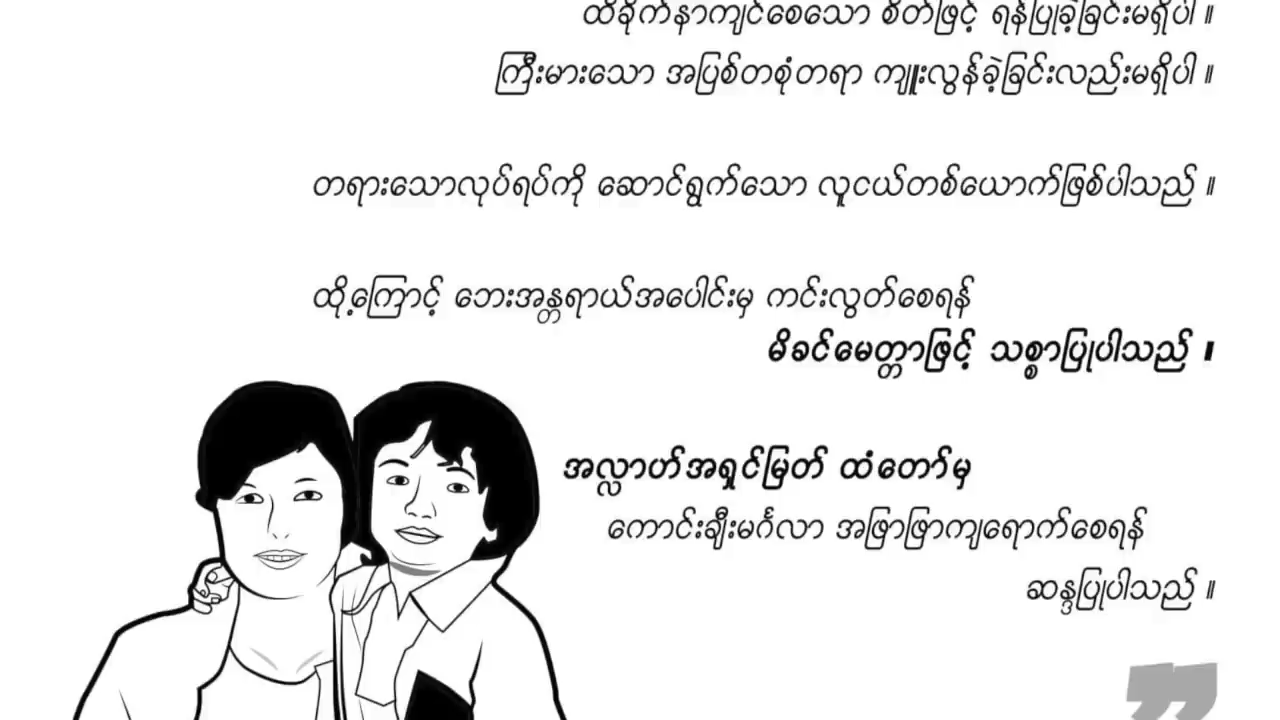 ထိခိုက်နာကျင်စေသော စိတ်ဖြင့် ရန်ပြုခဲ့ခြင်းမရှိပါ ။
ကြီးမားသော အပြစ်တစုံတရာ ကျူးလွန်ခဲ့ခြင်းလည်းမရှိပါ ။
တရားသောလုပ်ရပ်ကို ဆောင်ရွက်သော လူငယ်တစ်ယောက်ဖြစ်ပါသည် ။
ထို့ကြောင့် ဘေးအန္တရာယ်အပေါင်းမှ ကင်းလွတ်စေရန်
မိခင်မေတ္တာဖြင့် သစ္စာပြုပါသည် ။
အလ္လာဟ်အရှင်မြတ် ထံတော်မှ
ကောင်းချီးမင်္ဂလာ အဖြာဖြာကျရောက်စေရန်
ဆန္ဒပြုပါသည် ။
”